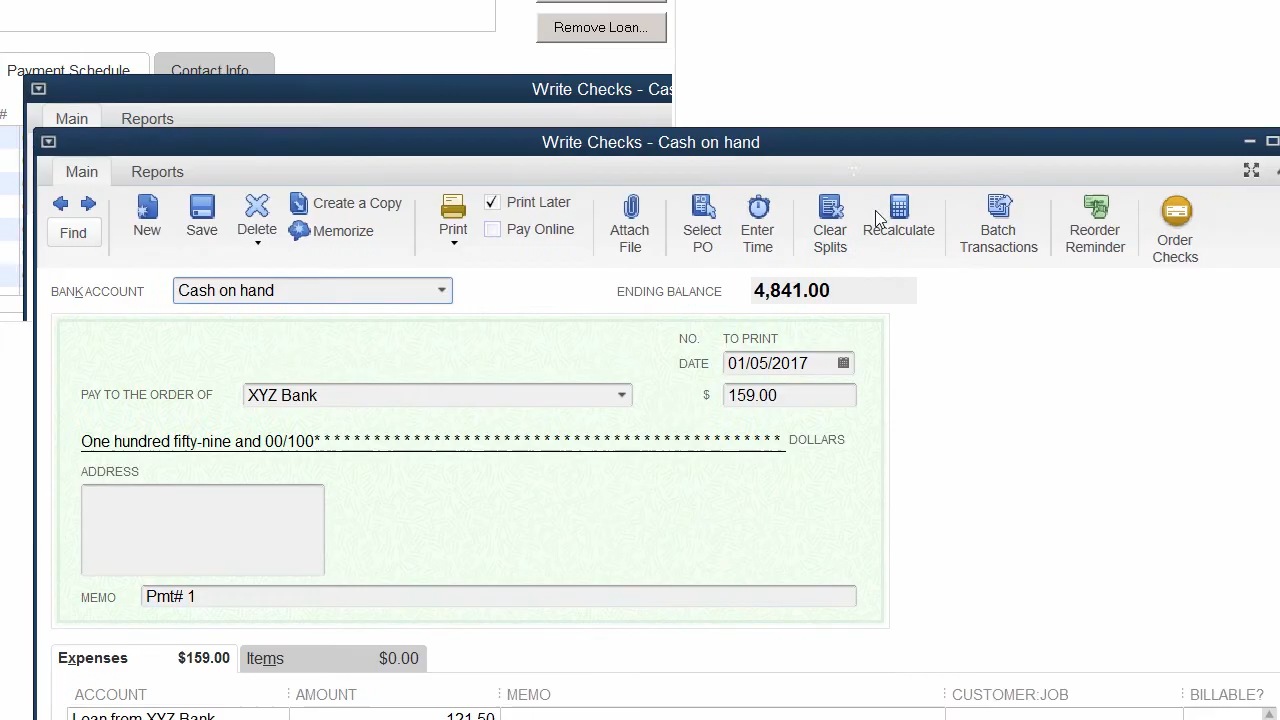 Remove Loan...
Payment Schedule
Contact Info
#
Write Checks - Cas
Main
Reports
Write Checks - Cash on hand
Main
Reports
Find
New
Save
Delete
Create a Copy
Memorize
Print
Print Later
Pay Online
Attach File
Select PO
Enter Time
Clear Splits
Recalculate
Batch Transactions
Reorder Reminder
Order Checks
BANK ACCOUNT
Cash on hand
ENDING BALANCE
4,841.00
NO.
TO PRINT
DATE
01/05/2017
PAY TO THE ORDER OF
XYZ Bank
$
159.00
One hundred fifty-nine and 00/100* * * * * * * * * * * * * * * * * * * * * * * * * * * * * * * * * * * * * * * * * * * * * * *
DOLLARS
ADDRESS
MEMO
Pmt# 1
Expenses
$159.00
Items
$0.00
ACCOUNT
AMOUNT
MEMO
CUSTOMER:JOB
BILLABLE?
Loan from XYZ Bank
121.50